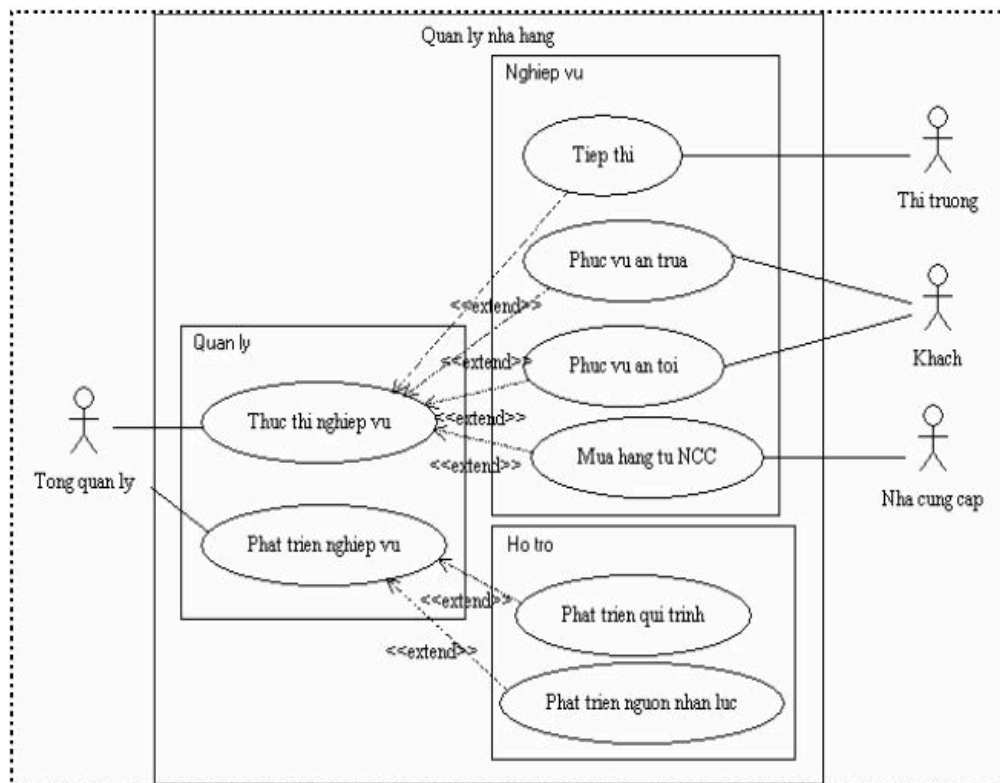 Quan ly nha hang
Nghiep vu
Tiep thi
Thi truong
Phuc vu an trua
<<extend>>
Khach
Quan ly
<<extend>>
Phuc vu an toi
Thuc thi nghiep vu
<<extend>>
Mua hang tu NCC
<<extend>>
Tong quan ly
Nha cung cap
Phat trien nghiep vu
Ho tro
<<extend>>
Phat trien qui trinh
<<extend>>
Phat trien nguon nhan luc